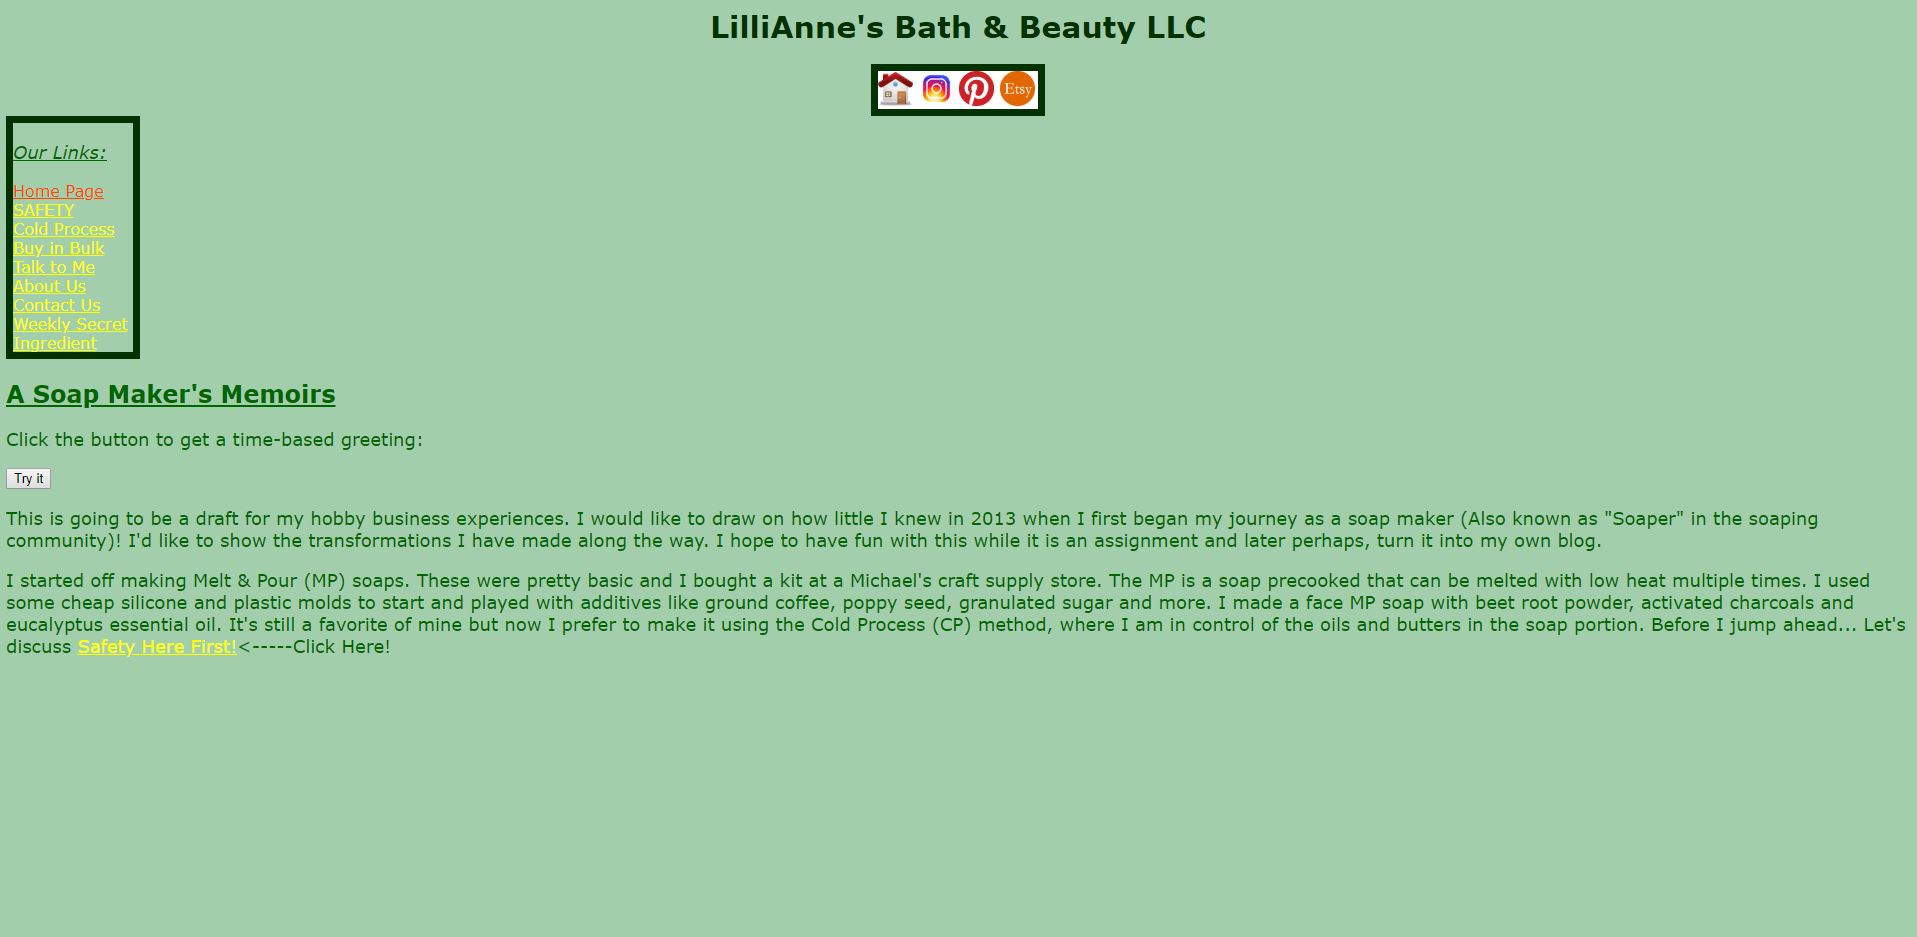 LilliAnne's Bath & Beauty LLC
Etsy
Our Links:
Home Page
SAFETY
Cold Process
Buy in Bulk
Talk to Me
About Us
Contact Us
Weekly Secret
Ingredient
A Soap Maker's Memoirs
Click the button to get a time-based greeting:
Try it
This is going to be a draft for my hobby business experiences. I would like to draw on how little I knew in 2013 when I first began my journey as a soap maker (Also known as "Soaper" in the soaping
community)! I'd like to show the transformations I have made along the way. I hope to have fun with this while it is an assignment and later perhaps, turn it into my own blog.
I started off making Melt & Pour (MP) soaps. These were pretty basic and I bought a kit at a Michael's craft supply store. The MP is a soap precooked that can be melted with low heat multiple times. I used
some cheap silicone and plastic molds to start and played with additives like ground coffee, poppy seed, granulated sugar and more. I made a face MP soap with beet root powder, activated charcoals and
eucalyptus essential oil. It's still a favorite of mine but now I prefer to make it using the Cold Process (CP) method, where I am in control of the oils and butters in the soap portion. Before I jump ahead... Let's
discuss Safety Here First!<-----Click Here!